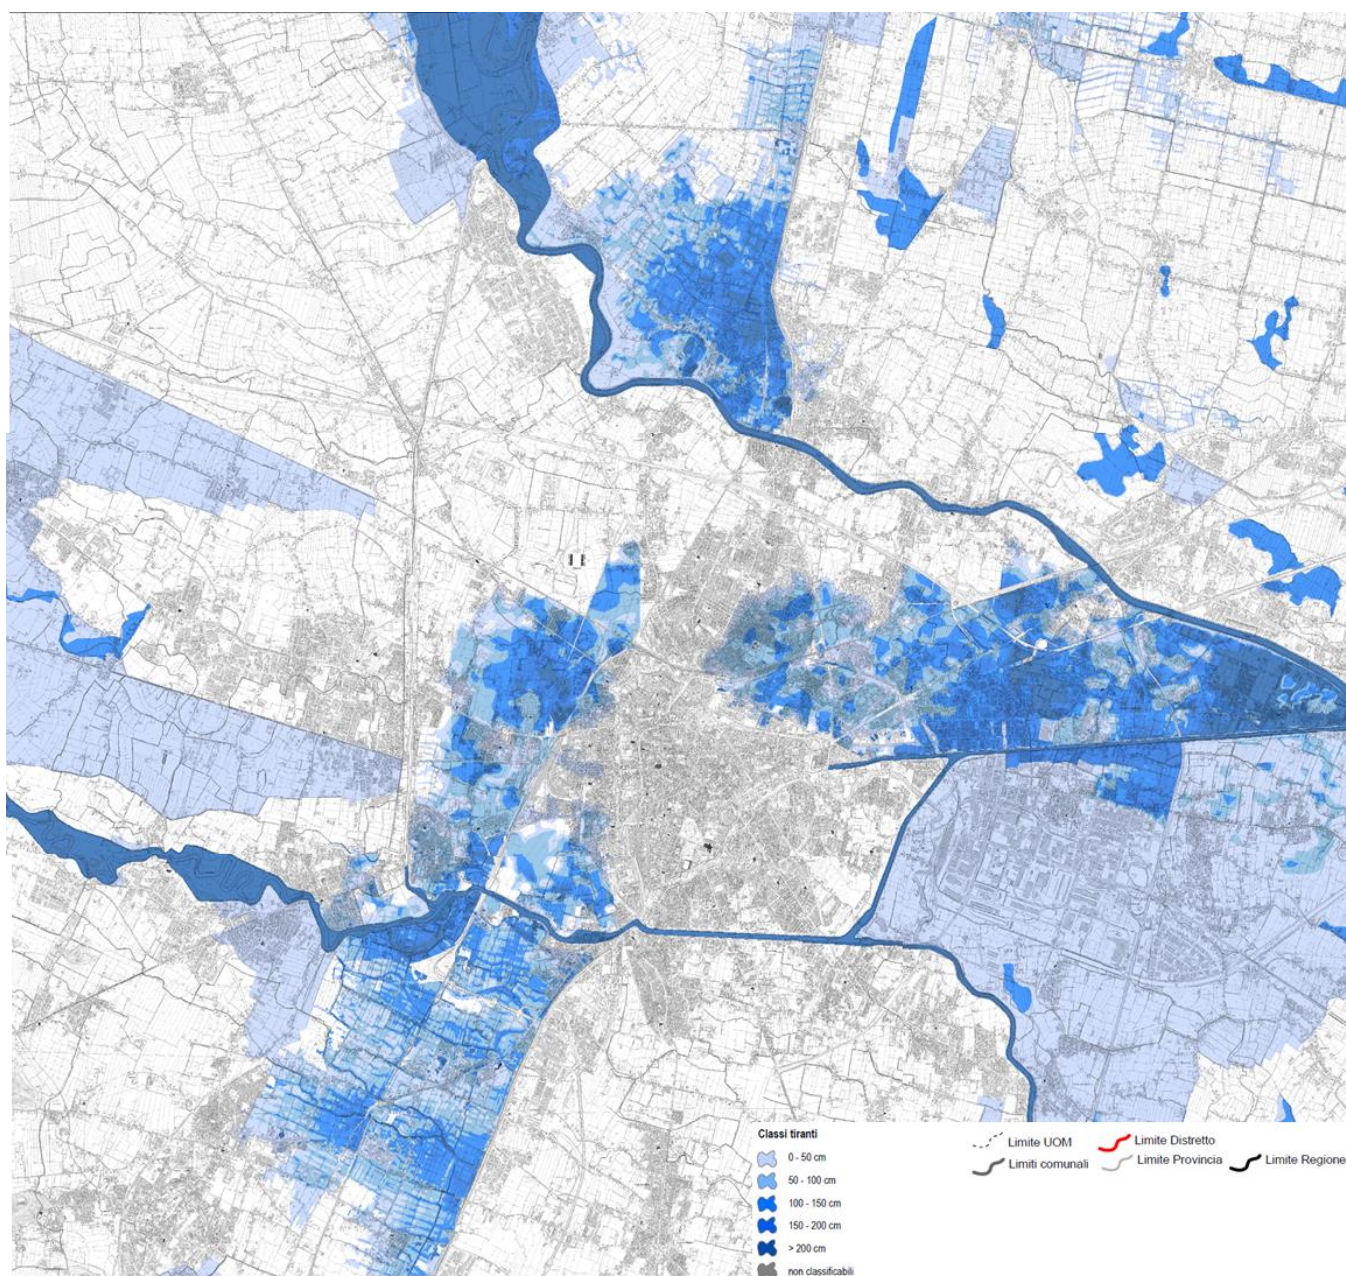 Classi tiranti
0 - 50 cm
50 - 100 cm
100 - 150 cm
150 - 200 cm
> 200 cm
non classificabili
Limite UOM
Limite Distretto
Limiti comunali
Limite Provincia
Limite Regione